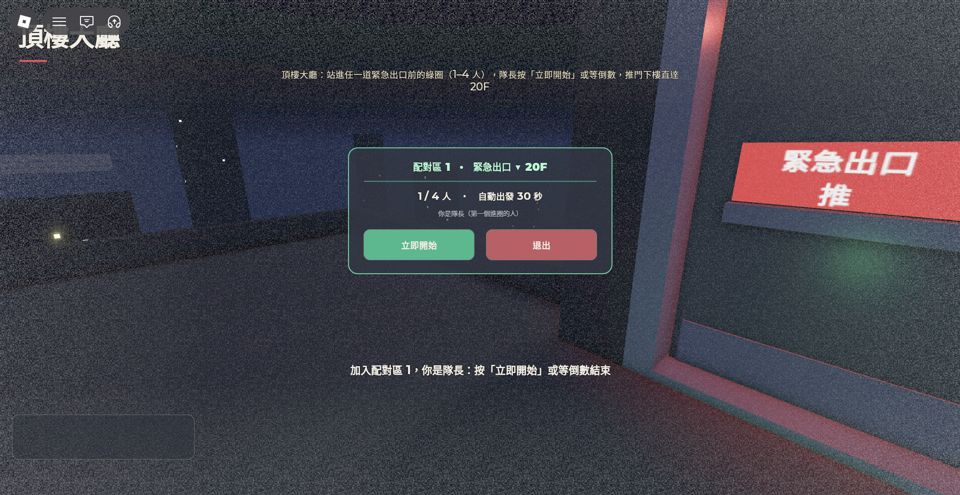 頂樓大廳
頂樓大廳：站進任一道緊急出口前的綠圈（1–4 人），隊長按「立即開始」或等倒數，推門下樓直達
20F
配對區 1 • 緊急出口 ▼ 20F
1 / 4 人 • 自動出發 30 秒
你是隊長（第一個進圈的人）
立即開始
退出
緊急出口
推
加入配對區 1，你是隊長：按「立即開始」或等倒數結束